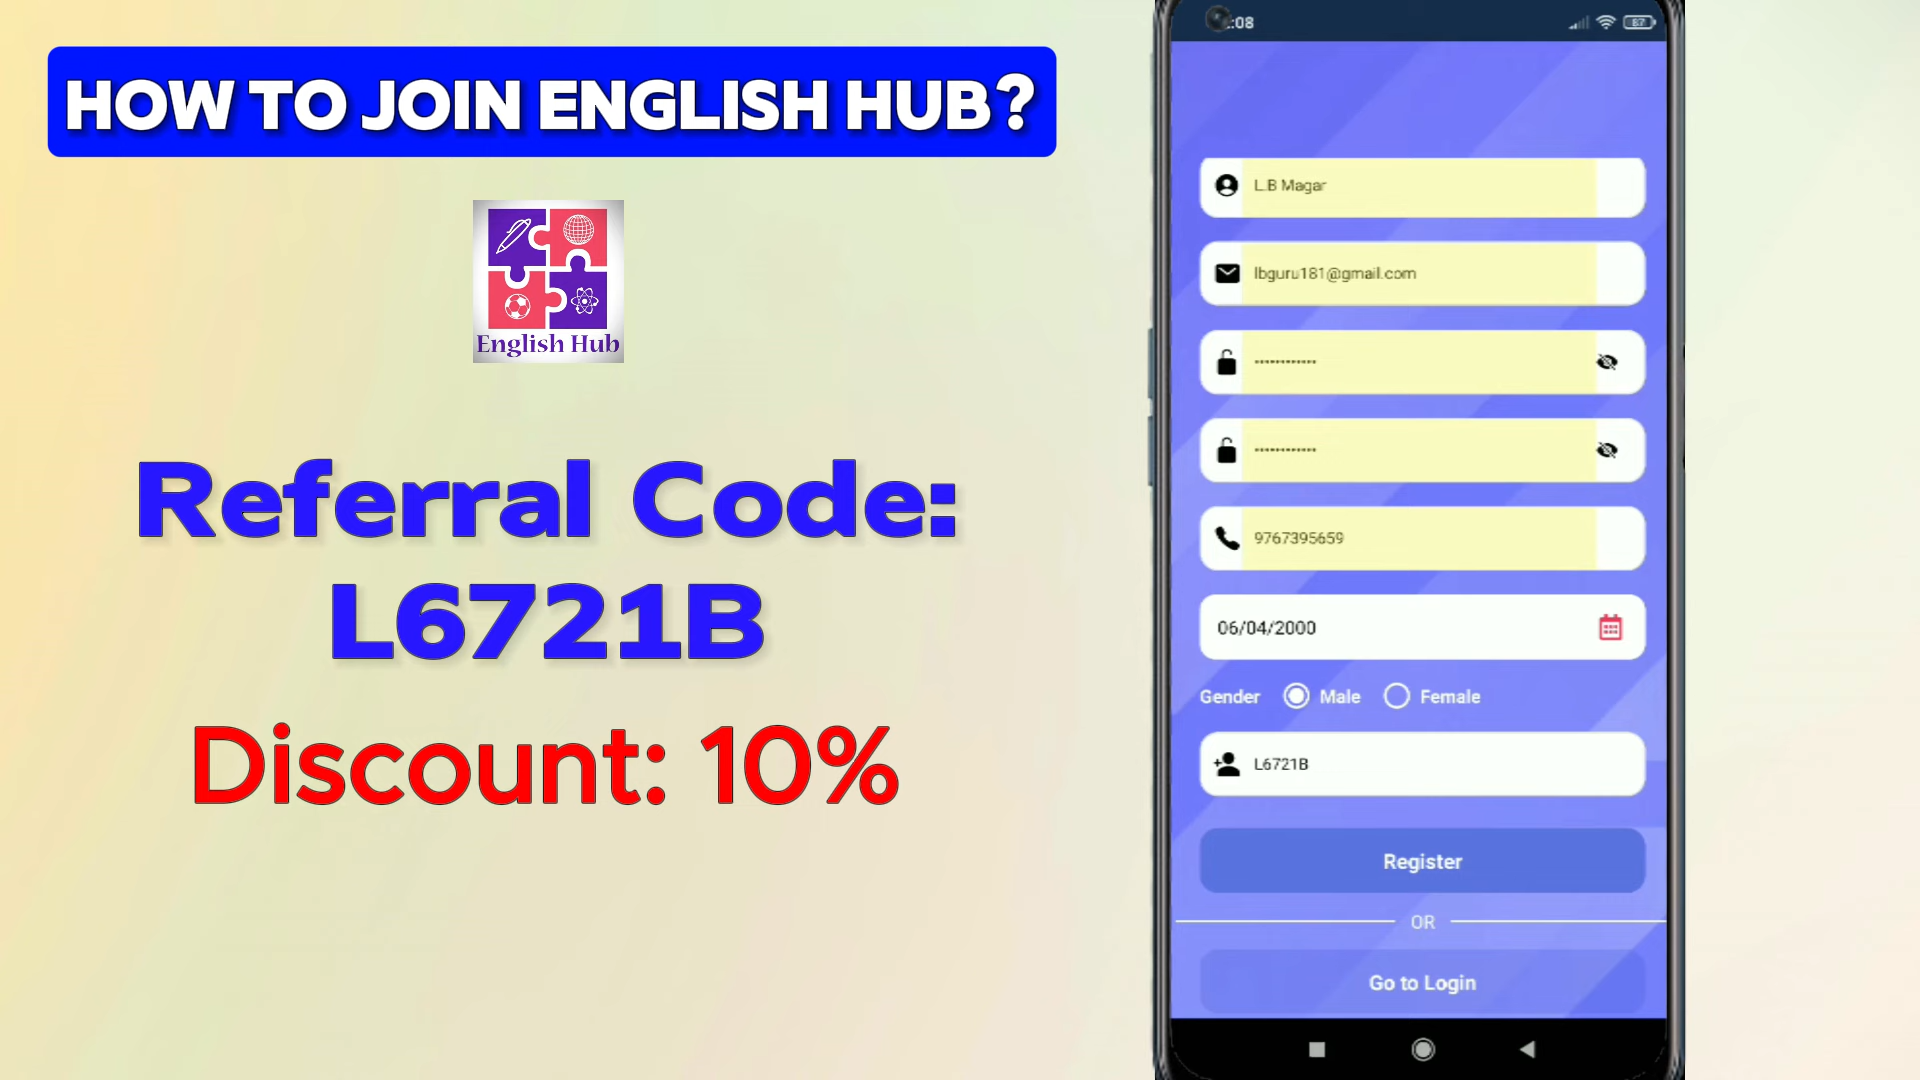 HOW TO JOIN ENGLISH HUB?
English Hub
Referral Code:
L6721B
Discount: 10%
:08
87
L.B Magar
lbguru181@gmail.com
9767395659
06/04/2000
Gender Male Female
L6721B
Register
OR
Go to Login